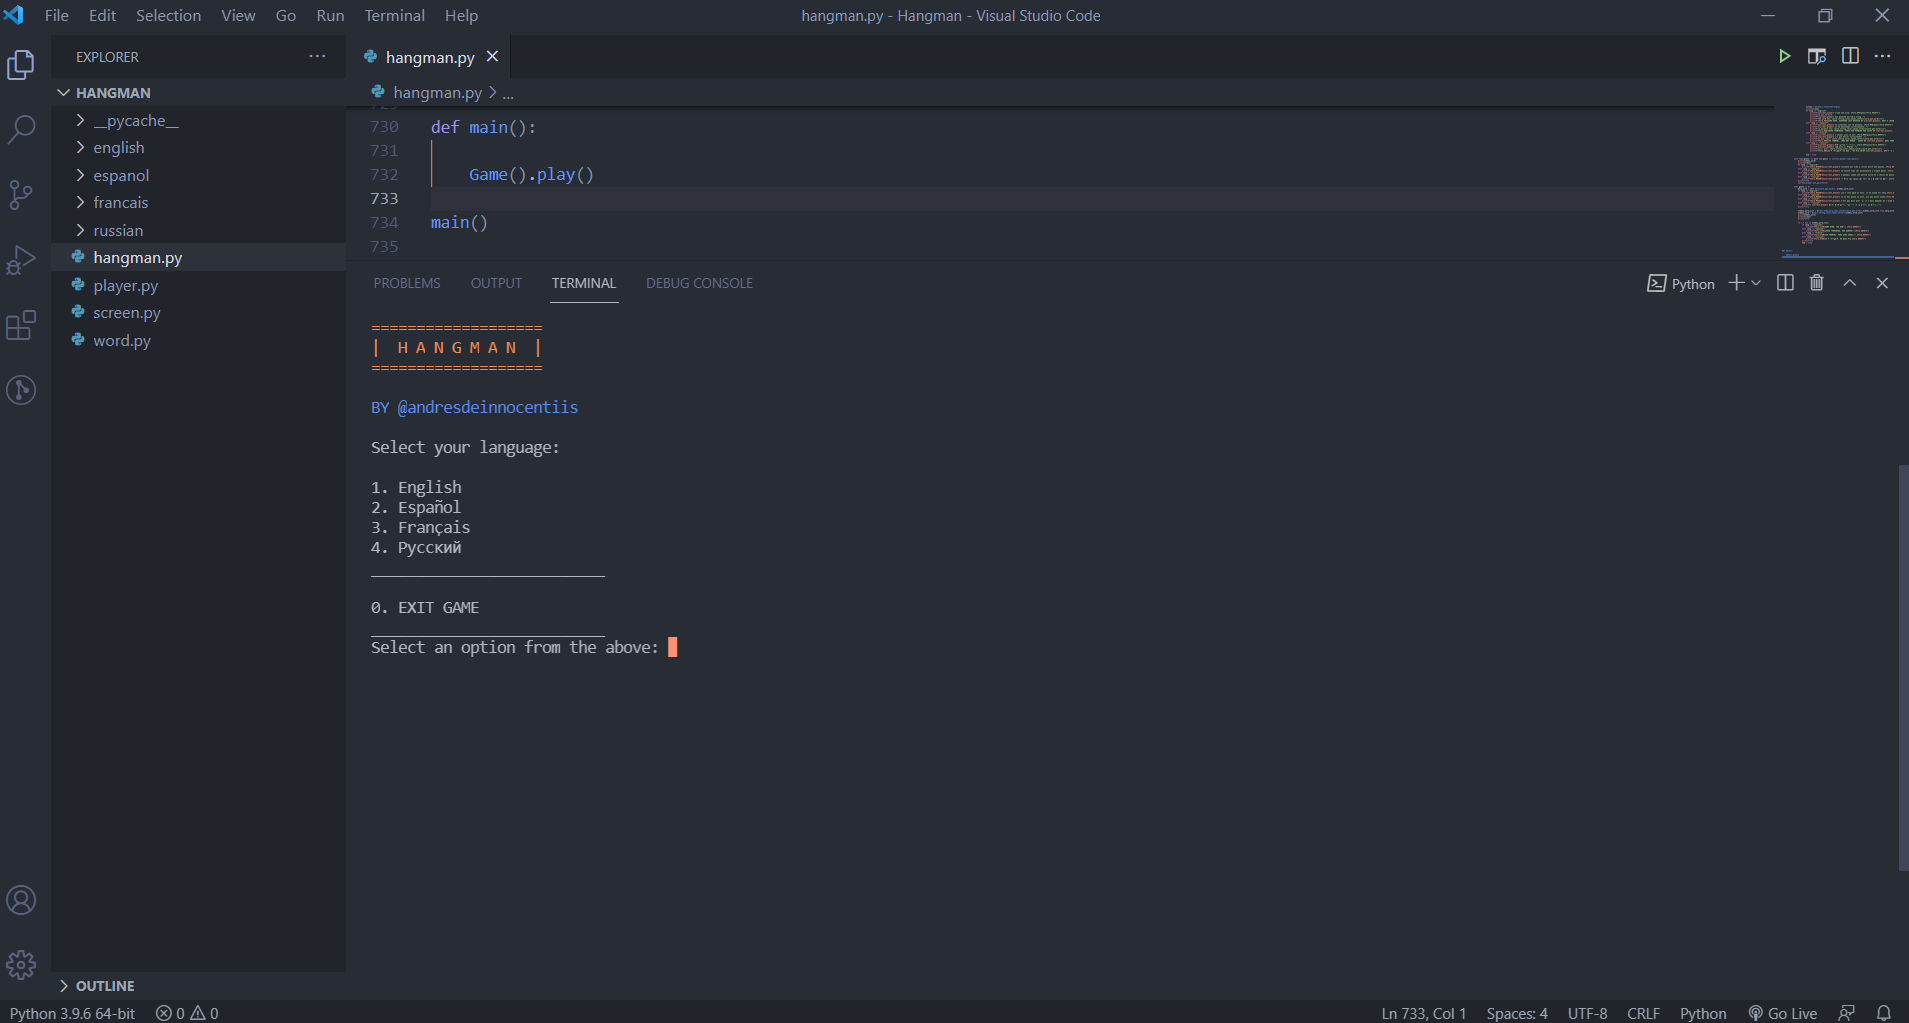 File Edit Selection View Go Run Terminal Help
hangman.py - Hangman - Visual Studio Code
EXPLORER ...
HANGMAN
__pycache__
english
espanol
francais
russian
hangman.py
player.py
screen.py
word.py
OUTLINE
hangman.py
hangman.py > ...
730 def main():
731
732 Game().play()
733
734 main()
735
PROBLEMS OUTPUT TERMINAL DEBUG CONSOLE
Python
===================
| H A N G M A N |
===================
BY @andresdeinnocentiis
Select your language:
1. English
2. Español
3. Français
4. Русский
__________________________
0. EXIT GAME
__________________________
Select an option from the above:
Python 3.9.6 64-bit 0 0
Ln 733, Col 1 Spaces: 4 UTF-8 CRLF Python Go Live